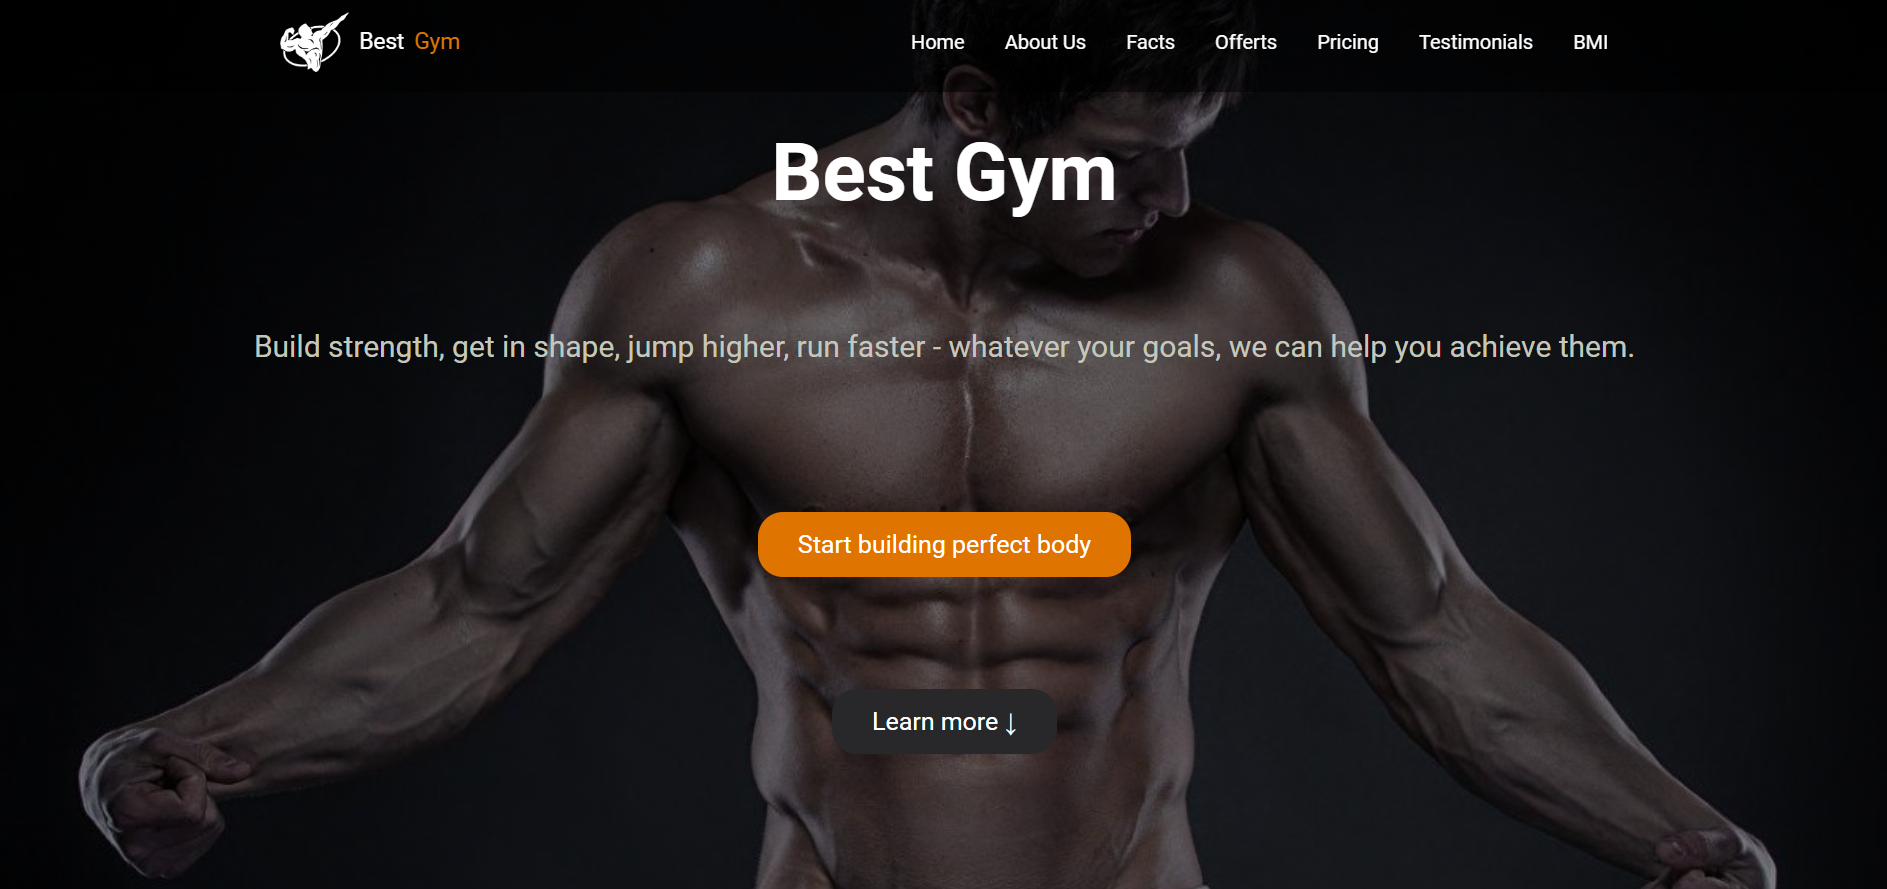 Best Gym
Home About Us Facts Offerts Pricing Testimonials BMI
Best Gym
Build strength, get in shape, jump higher, run faster - whatever your goals, we can help you achieve them.
Start building perfect body
Learn more ↓